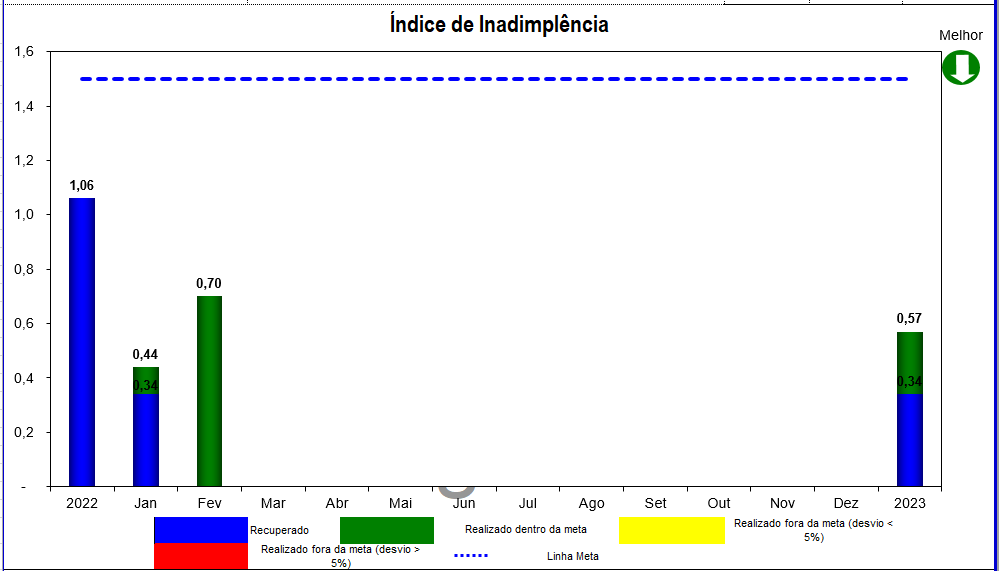 Índice de Inadimplência
Melhor
1,6
1,4
1,2
1,0
0,8
0,6
0,4
0,2
-
1,06
0,44
0,34
0,70
0,57
0,34
2022 Jan Fev Mar Abr Mai Jun Jul Ago Set Out Nov Dez 2023
Recuperado
Realizado dentro da meta
Realizado fora da meta (desvio <
5%)
Realizado fora da meta (desvio >
5%)
Linha Meta